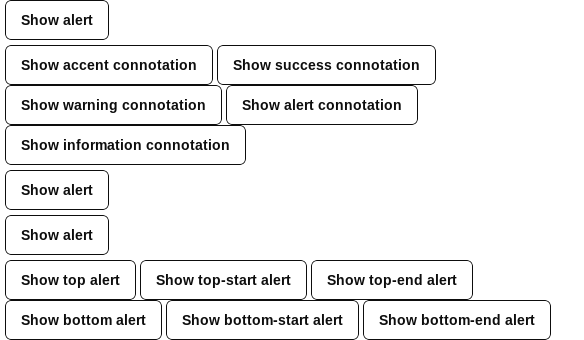 Show alert
Show accent connotation Show success connotation
Show warning connotation Show alert connotation
Show information connotation
Show alert
Show alert
Show top alert Show top-start alert Show top-end alert
Show bottom alert Show bottom-start alert Show bottom-end alert